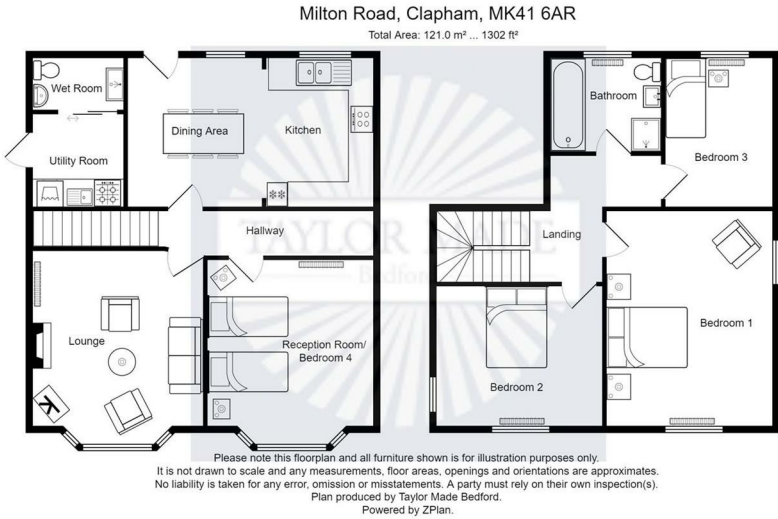 Milton Road, Clapham, MK41 6AR
Total Area: 121.0 m² ... 1302 ft²
Wet Room
Dining Area
Kitchen
Utility Room
Hallway
Lounge
Reception Room/
Bedroom 4
Bathroom
Bedroom 3
Landing
Bedroom 1
Bedroom 2
TAYLOR MADE
Bedford
Please note this floorplan and all furniture shown is for illustration purposes only.
It is not drawn to scale and any measurements, floor areas, openings and orientations are approximates.
No liability is taken for any error, omission or misstatements. A party must rely on their own inspection(s).
Plan produced by Taylor Made Bedford.
Powered by ZPlan.